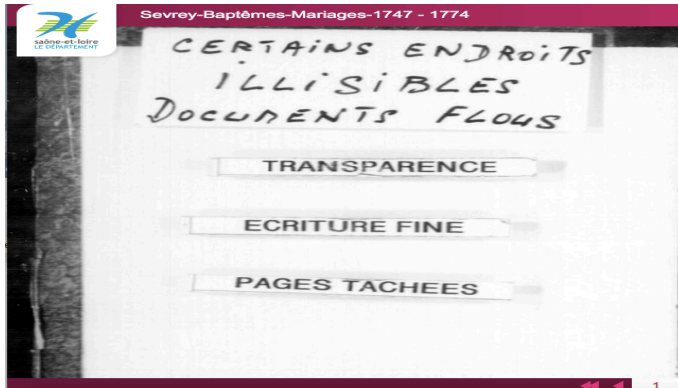 Sevrey-Baptêmes-Mariages-1747 - 1774
saône-et-loire
LE DÉPARTEMENT
CERTAINS ENDROITS
ILLISIBLES
DOCUMENTS FLOUS
TRANSPARENCE
ECRITURE FINE
PAGES TACHEES
1